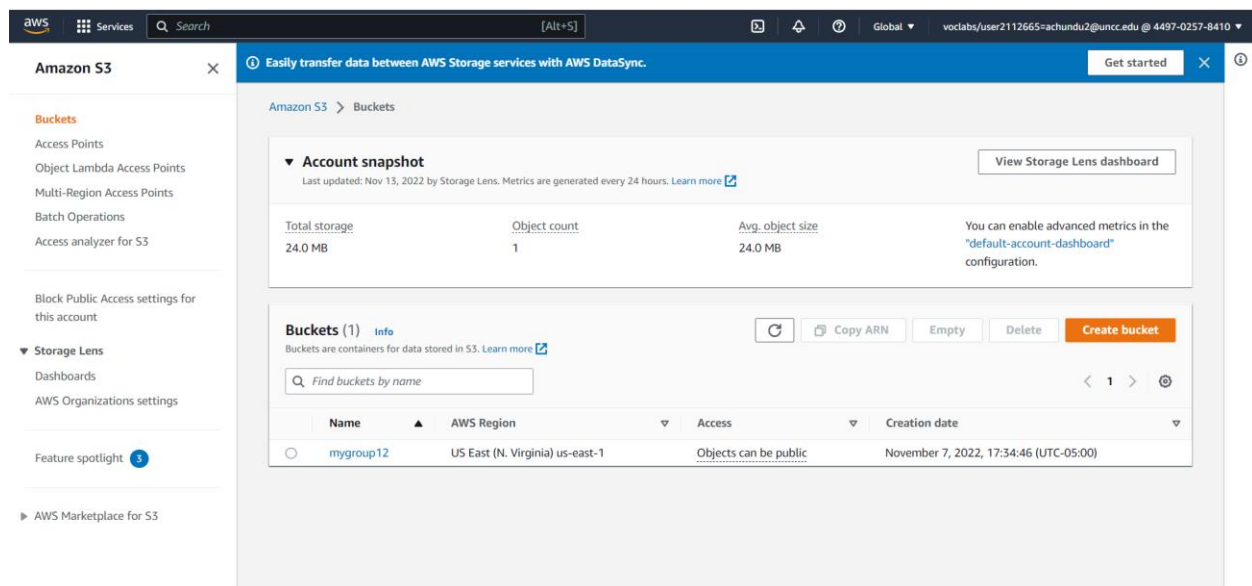 aws Services Search [Alt+S] Global voclabs/user2112665=achundu2@uncc.edu @ 4497-0257-8410
Amazon S3
Buckets
Access Points
Object Lambda Access Points
Multi-Region Access Points
Batch Operations
Access analyzer for S3
Block Public Access settings for
this account
Storage Lens
Dashboards
AWS Organizations settings
Feature spotlight 3
AWS Marketplace for S3
Easily transfer data between AWS Storage services with AWS DataSync. Get started
Amazon S3 > Buckets
Account snapshot View Storage Lens dashboard
Last updated: Nov 13, 2022 by Storage Lens. Metrics are generated every 24 hours. Learn more
Total storage Object count Avg. object size You can enable advanced metrics in the
24.0 MB 1 24.0 MB "default-account-dashboard"
configuration.
Buckets (1) Info Copy ARN Empty Delete Create bucket
Buckets are containers for data stored in S3. Learn more
Find buckets by name 1
Name AWS Region Access Creation date
mygroup12 US East (N. Virginia) us-east-1 Objects can be public November 7, 2022, 17:34:46 (UTC-05:00)